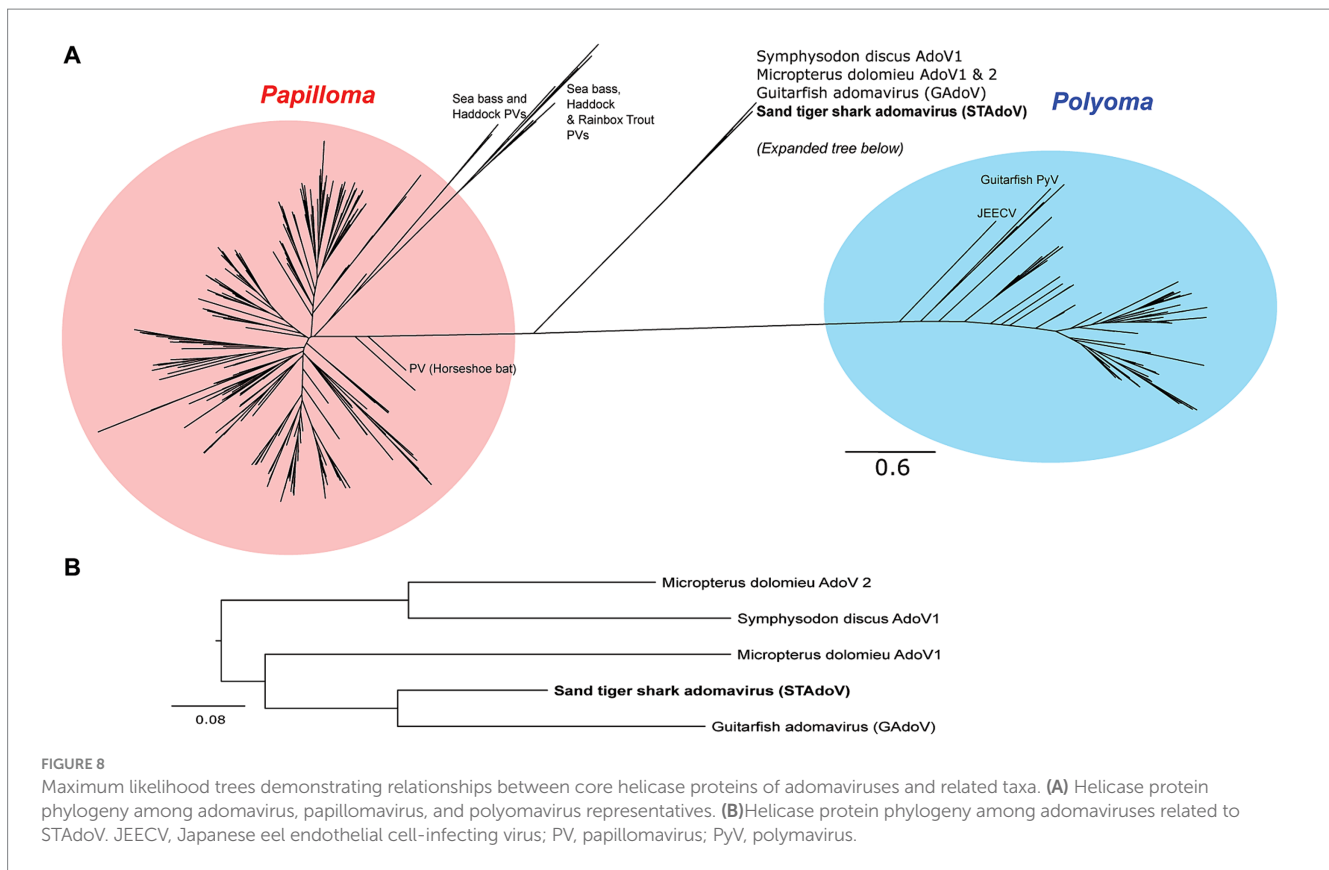 A
Papilloma
Sea bass and
Haddock PVs
Sea bass,
Haddock
& Rainbox Trout
PVs
Symphysodon discus AdoV1
Micropterus dolomieu AdoV1 & 2
Guitarfish adomavirus (GAdoV)
Sand tiger shark adomavirus (STAdoV)
(Expanded tree below)
Polyoma
Guitarfish PyV
JEECV
PV (Horseshoe bat)
0.6
B
Micropterus dolomieu AdoV 2
Symphysodon discus AdoV1
Micropterus dolomieu AdoV1
Sand tiger shark adomavirus (STAdoV)
Guitarfish adomavirus (GAdoV)
0.08
FIGURE 8
Maximum likelihood trees demonstrating relationships between core helicase proteins of adomaviruses and related taxa. (A) Helicase protein
phylogeny among adomavirus, papillomavirus, and polyomavirus representatives. (B)Helicase protein phylogeny among adomaviruses related to
STAdoV. JEECV, Japanese eel endothelial cell-infecting virus; PV, papillomavirus; PyV, polymavirus.